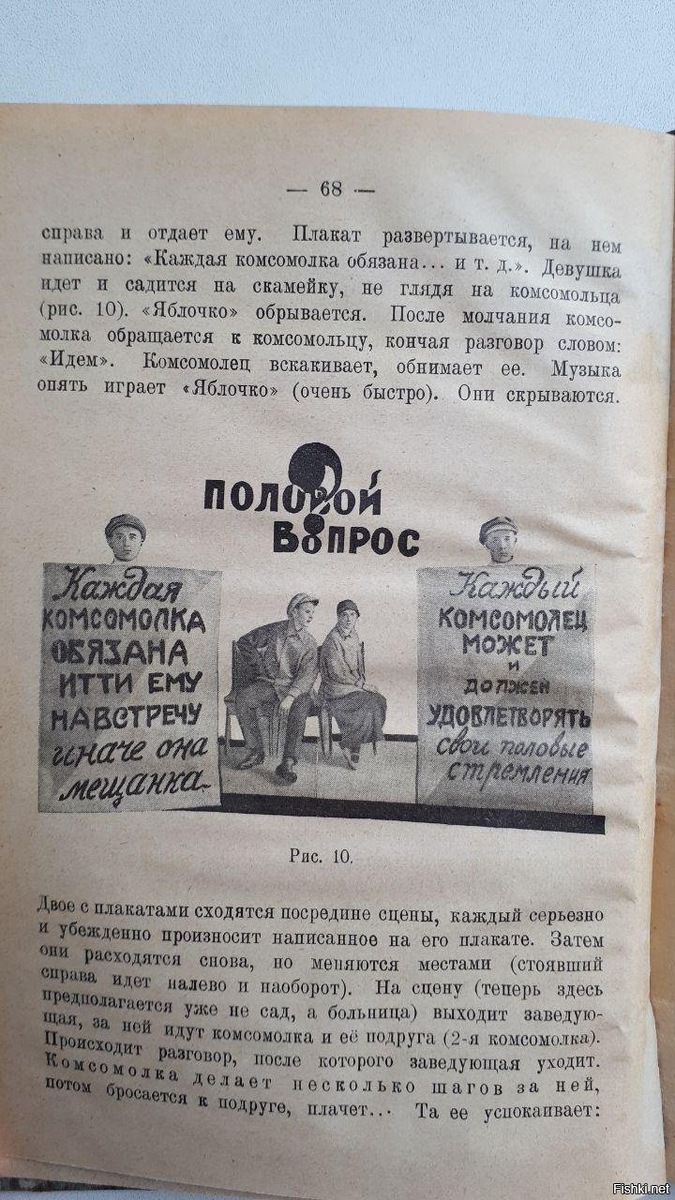 — 68 —
справа и отдает ему. Плакат развертывается, на нем
написано: «Каждая комсомолка обязана... и т. д.». Девушка
идет и садится на скамейку, не глядя на комсомольца
(рис. 10). «Яблочко» обрывается. После молчания комсо-
молка обращается к комсомольцу, кончая разговор словом:
«Идем». Комсомолец вскакивает, обнимает ее. Музыка
опять играет «Яблочко» (очень быстро). Они скрываются.
?
ПОЛОВОЙ
ВОПРОС
Каждая
КОМСОМОЛКА
ОБЯЗАНА
ИТТИ ЕМУ
НАВСТРЕЧУ
иначе она
мещанка.
Каждый
КОМСОМОЛЕЦ
МОЖЕТ
И
ДОЛЖЕН
УДОВЛЕТВОРЯТЬ
свои половые
стремления
Рис. 10.
Двое с плакатами сходятся посредине сцены, каждый серьезно
и убежденно произносит написанное на его плакате. Затем
они расходятся снова, но меняются местами (стоявший
справа идет налево и наоборот). На сцену (теперь здесь
предполагается уже не сад, а больница) выходит заведую-
щая, за ней идут комсомолка и её подруга (2-я комсомолка).
Происходит разговор, после которого заведующая уходит.
Комсомолка делает несколько шагов за ней,
потом бросается к подруге, плачет... Та ее успокаивает:
Fishki.net